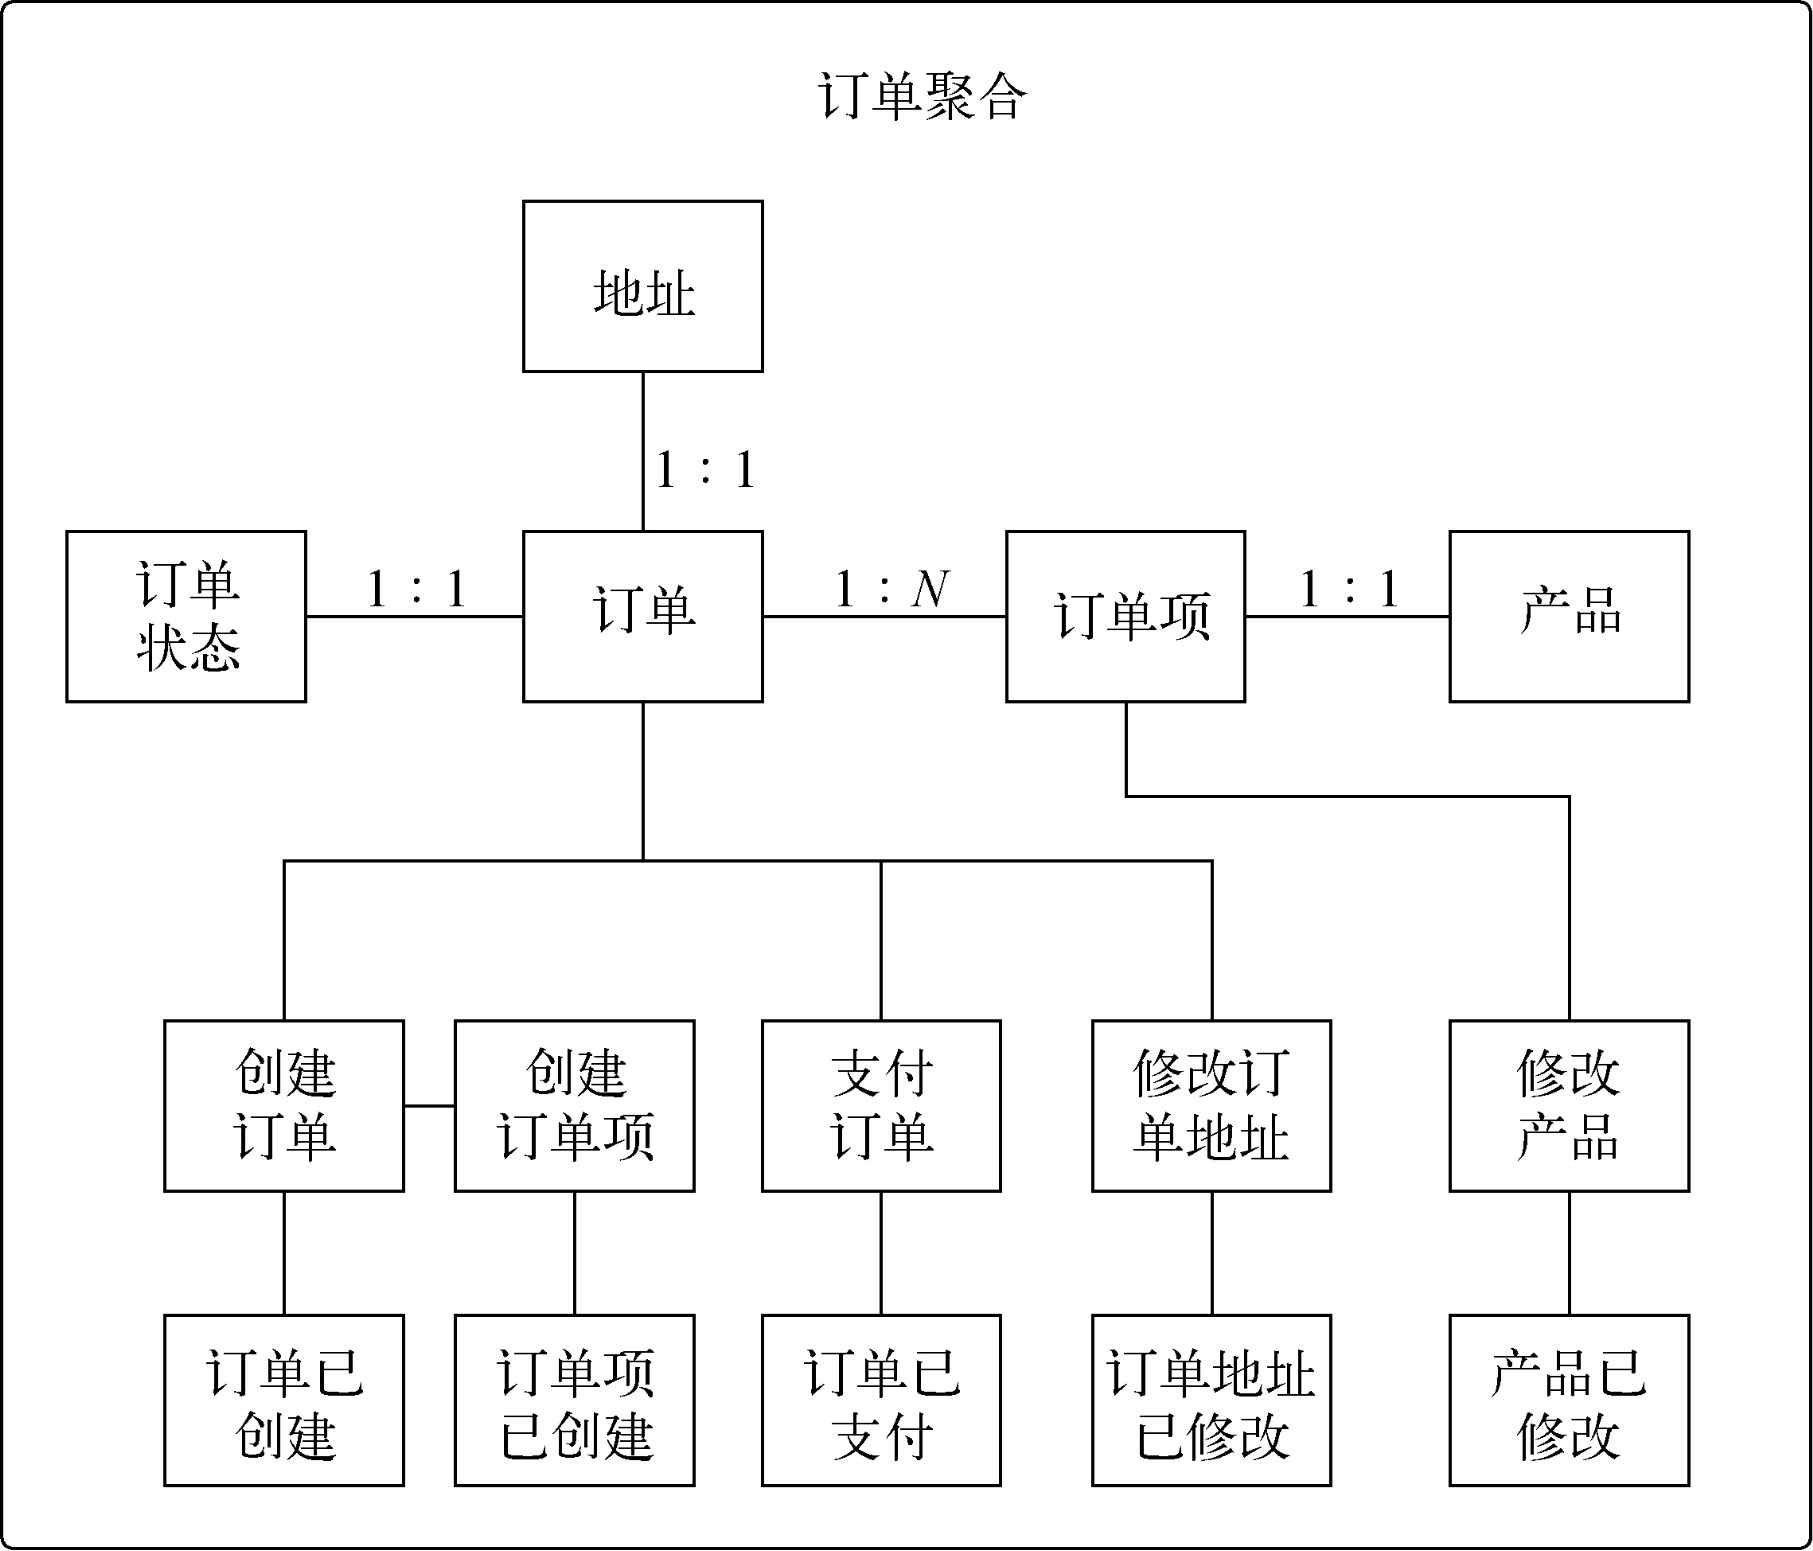 订单聚合
地址
1：1
订单
状态
1：1
订单
1：N
订单项
1：1
产品
创建
订单
创建
订单项
支付
订单
修改订
单地址
修改
产品
订单已
创建
订单项
已创建
订单已
支付
订单地址
已修改
产品已
修改